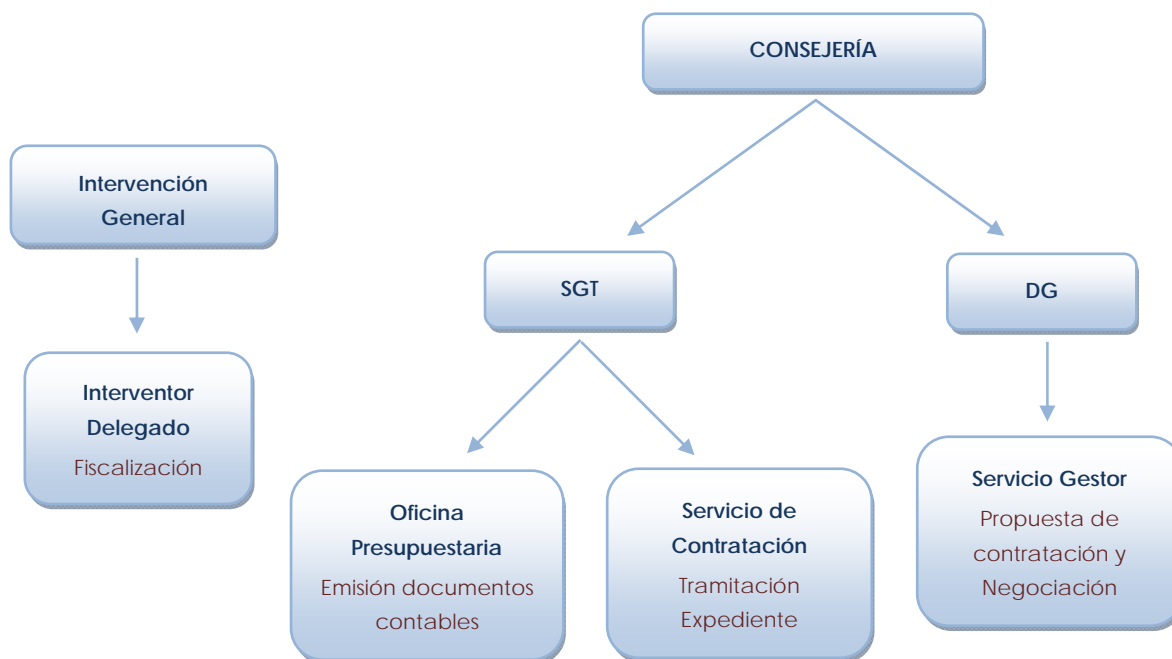 CONSEJERÍA
Intervención
General
SGT
DG
Interventor
Delegado
Fiscalización
Oficina
Presupuestaria
Emisión documentos
contables
Servicio de
Contratación
Tramitación
Expediente
Servicio Gestor
Propuesta de
contratación y
Negociación